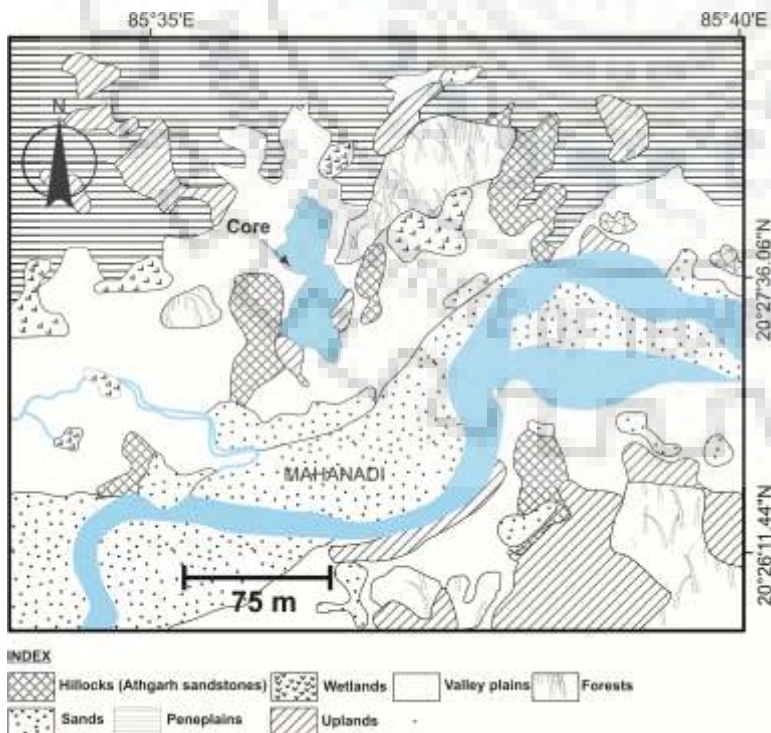 85°35'E 85°40'E
N
Core
20°27'36.06"N
MAHANADI
20°26'11.44"N
75 m
INDEX
Hillocks (Athgarh sandstones) Wetlands Valley plains Forests
Sands Peneplains Uplands